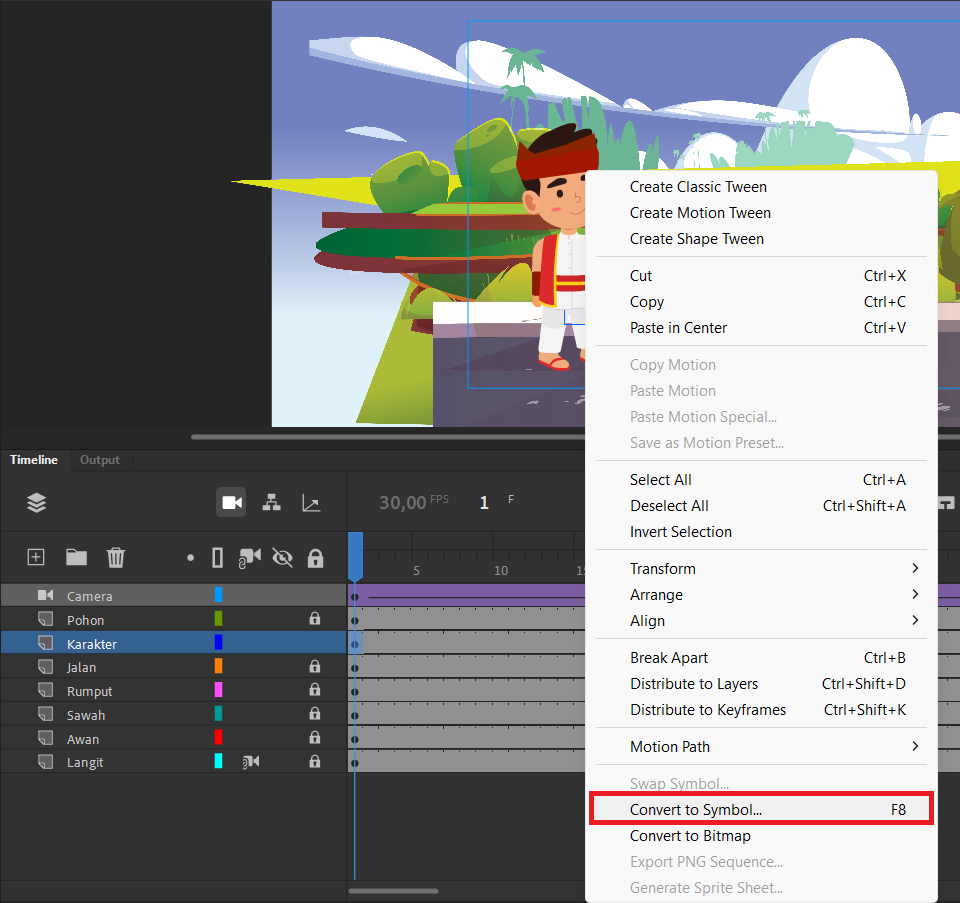 Create Classic Tween
Create Motion Tween
Create Shape Tween
Cut Ctrl+X
Copy Ctrl+C
Paste in Center Ctrl+V
Copy Motion
Paste Motion
Paste Motion Special...
Save as Motion Preset...
Select All Ctrl+A
Deselect All Ctrl+Shift+A
Invert Selection
Transform
Arrange
Align
Break Apart Ctrl+B
Distribute to Layers Ctrl+Shift+D
Distribute to Keyframes Ctrl+Shift+K
Motion Path
Swap Symbol...
Convert to Symbol... F8
Convert to Bitmap
Export PNG Sequence...
Generate Sprite Sheet...
Timeline Output
30,00 FPS 1 F
5 10
Camera
Pohon
Karakter
Jalan
Rumput
Sawah
Awan
Langit